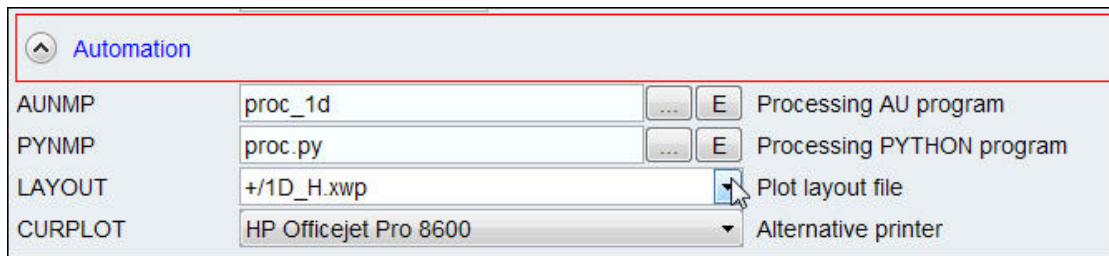 Automation
AUNMP proc_1d ... E Processing AU program
PYNMP proc.py ... E Processing PYTHON program
LAYOUT +/1D_H.xwp Plot layout file
CURPLOT HP Officejet Pro 8600 Alternative printer